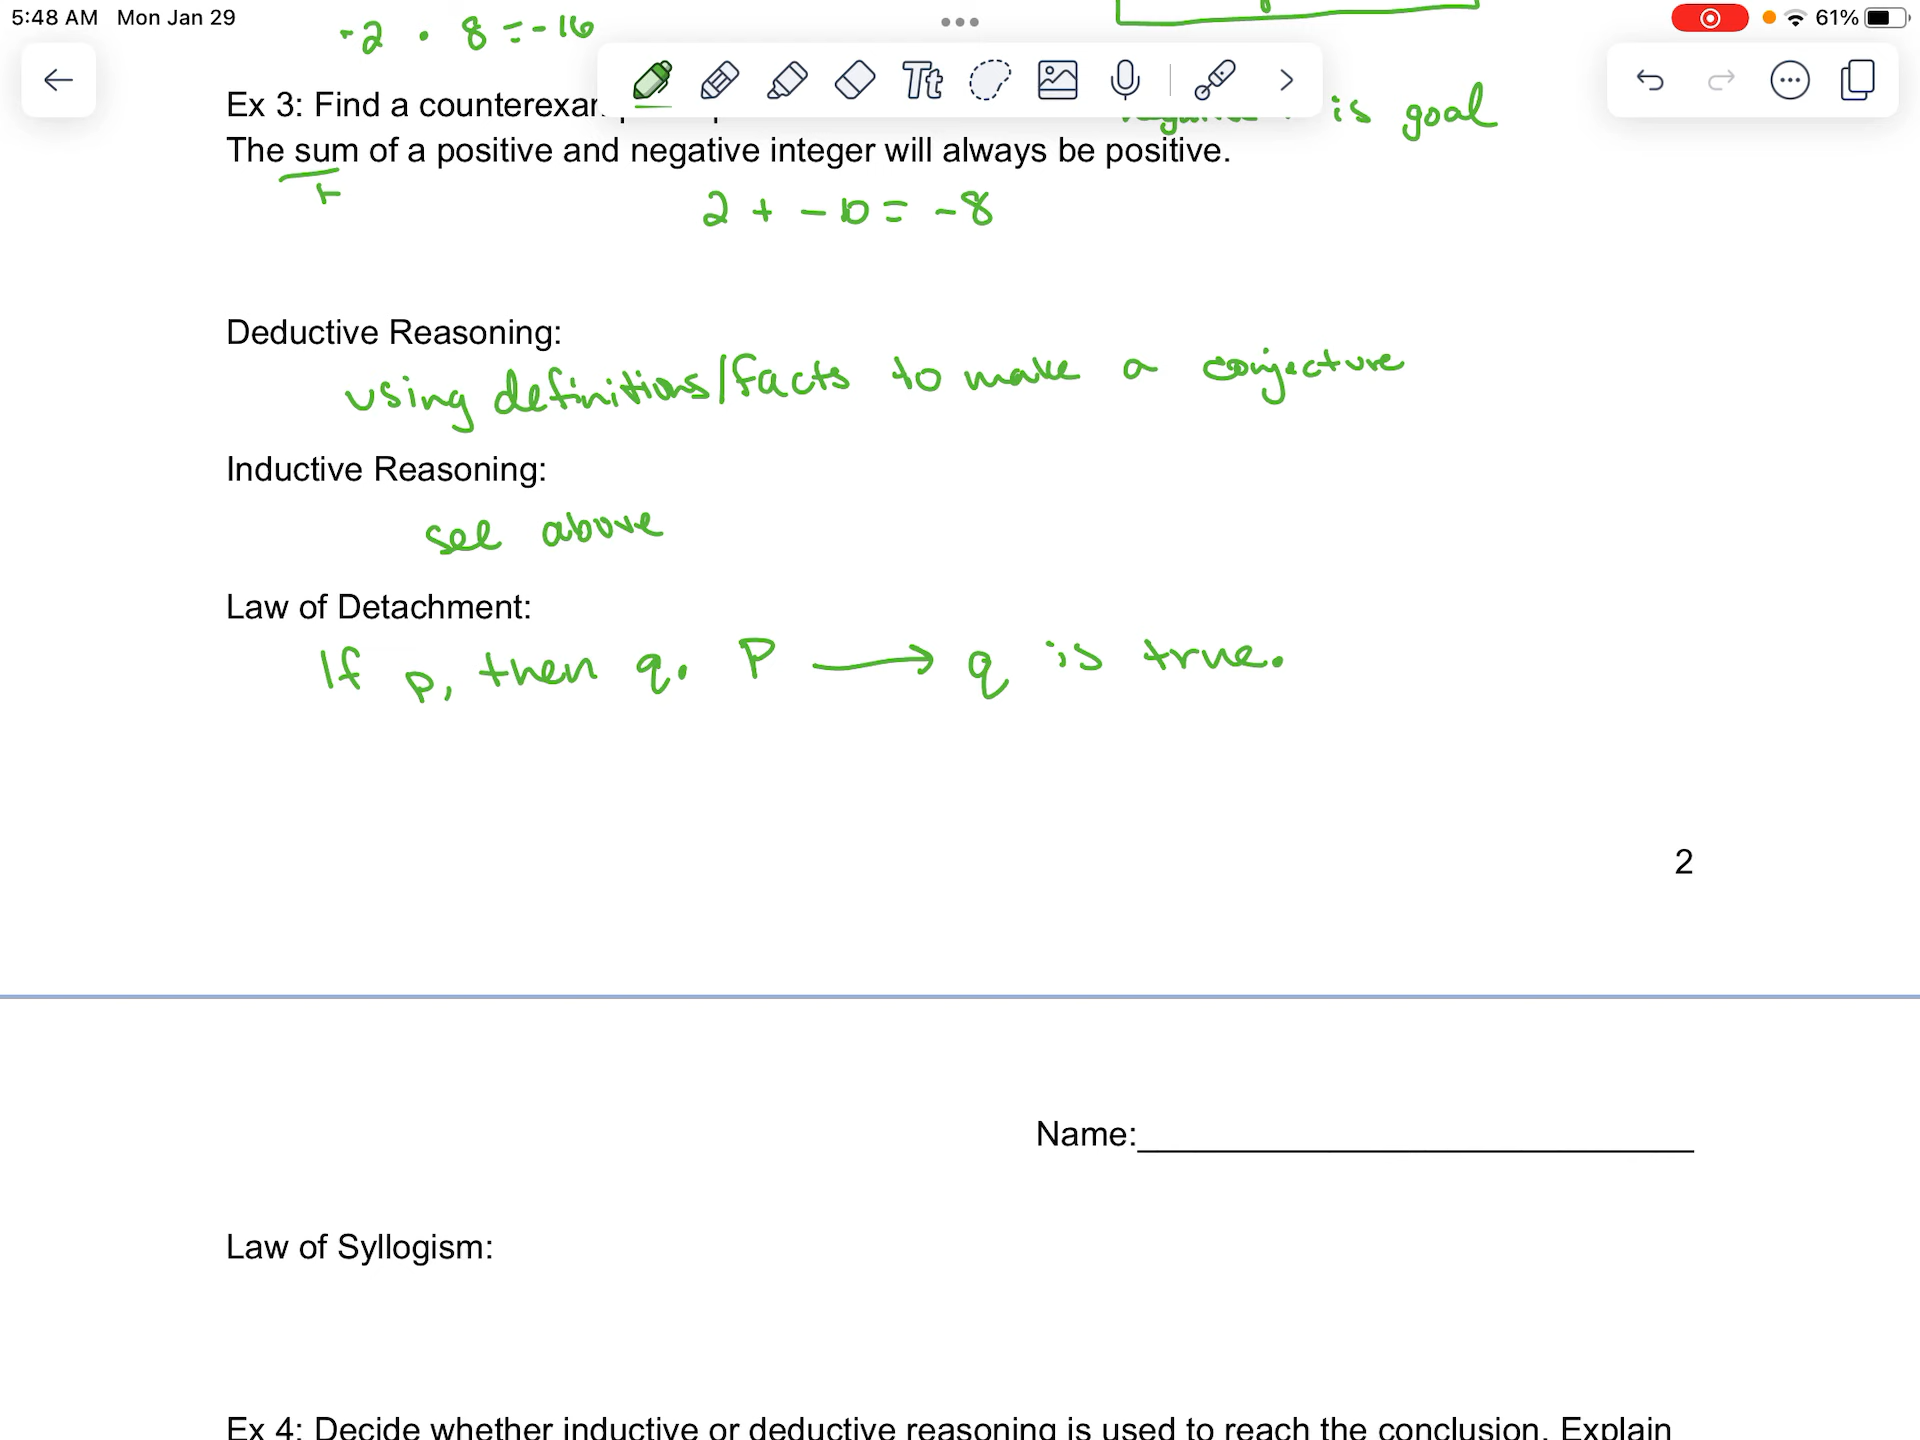 5:48 AM Mon Jan 29
61%
-2 · 8 = -16
Tt
Ex 3: Find a counterexam
is goal
The sum of a positive and negative integer will always be positive.
+
2 + -10 = -8
Deductive Reasoning:
using definitions/facts to make a conjecture
Inductive Reasoning:
see above
Law of Detachment:
If p, then q. P → q is true.
2
Name:
Law of Syllogism:
Ex 4: Decide whether inductive or deductive reasoning is used to reach the conclusion. Explain